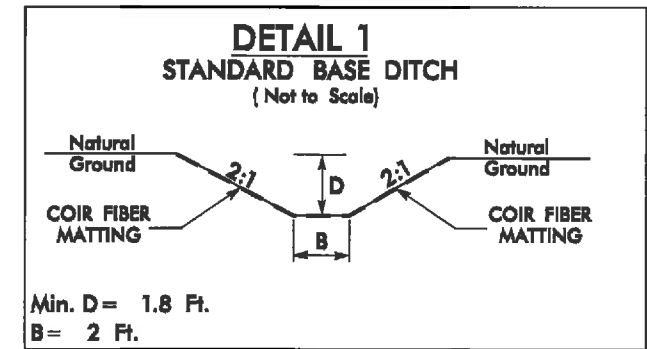 DETAIL 1
STANDARD BASE DITCH
( Not to Scale)
Natural
Ground
2:1
D
2:1
Natural
Ground
COIR FIBER
MATTING
B
COIR FIBER
MATTING
Min. D= 1.8 Ft.
B= 2 Ft.